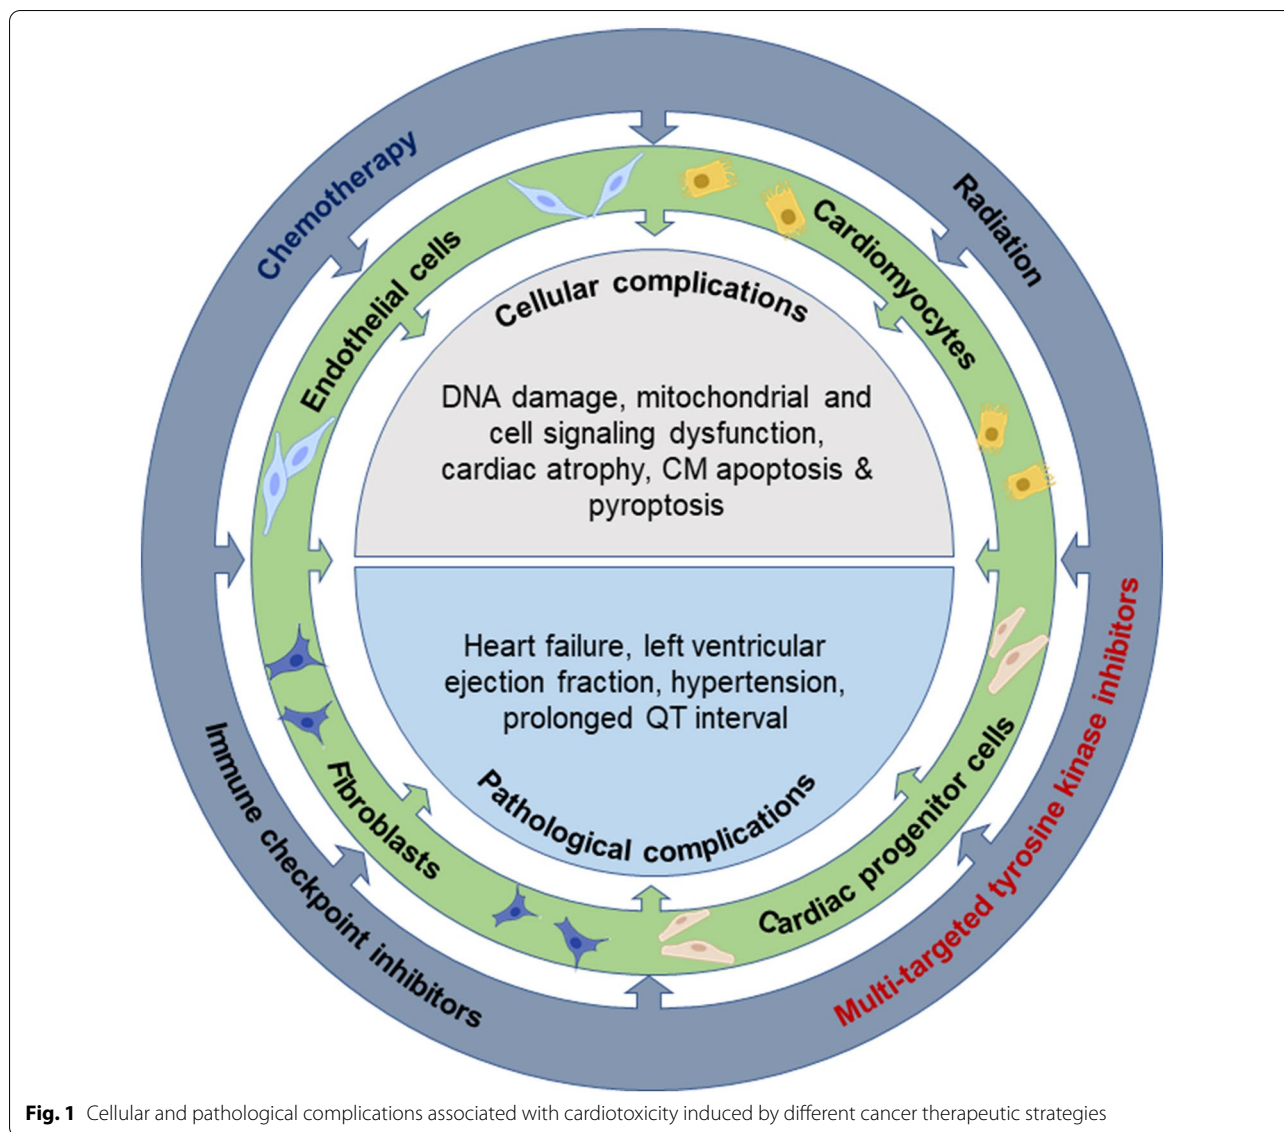 Chemotherapy
Radiation
Endothelial cells
Cardiomyocytes
Cellular complications
DNA damage, mitochondrial and
cell signaling dysfunction,
cardiac atrophy, CM apoptosis &
pyroptosis
Heart failure, left ventricular
ejection fraction, hypertension,
prolonged QT interval
Pathological complications
Fibroblasts
Cardiac progenitor cells
Immune checkpoint inhibitors
Multi-targeted tyrosine kinase inhibitors
Fig. 1 Cellular and pathological complications associated with cardiotoxicity induced by different cancer therapeutic strategies